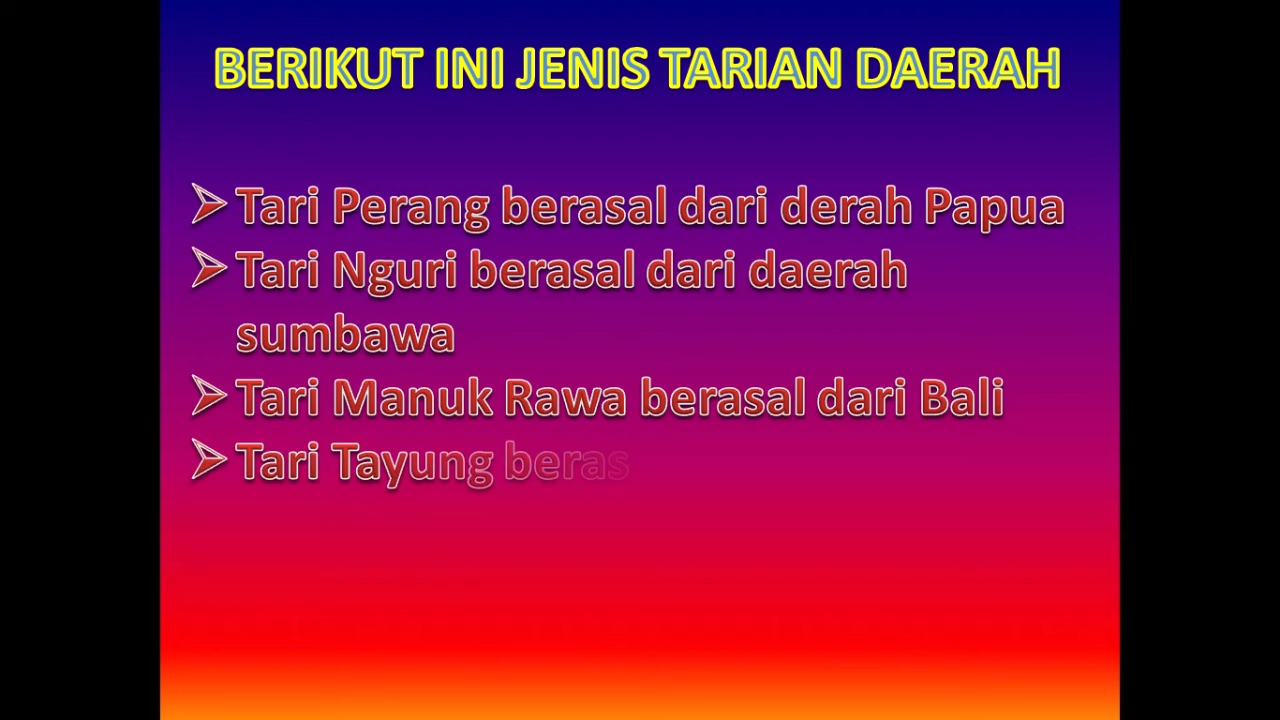 BERIKUT INI JENIS TARIAN DAERAH
Tari Perang berasal dari derah Papua
Tari Nguri berasal dari daerah
sumbawa
Tari Manuk Rawa berasal dari Bali
Tari Tayung beras